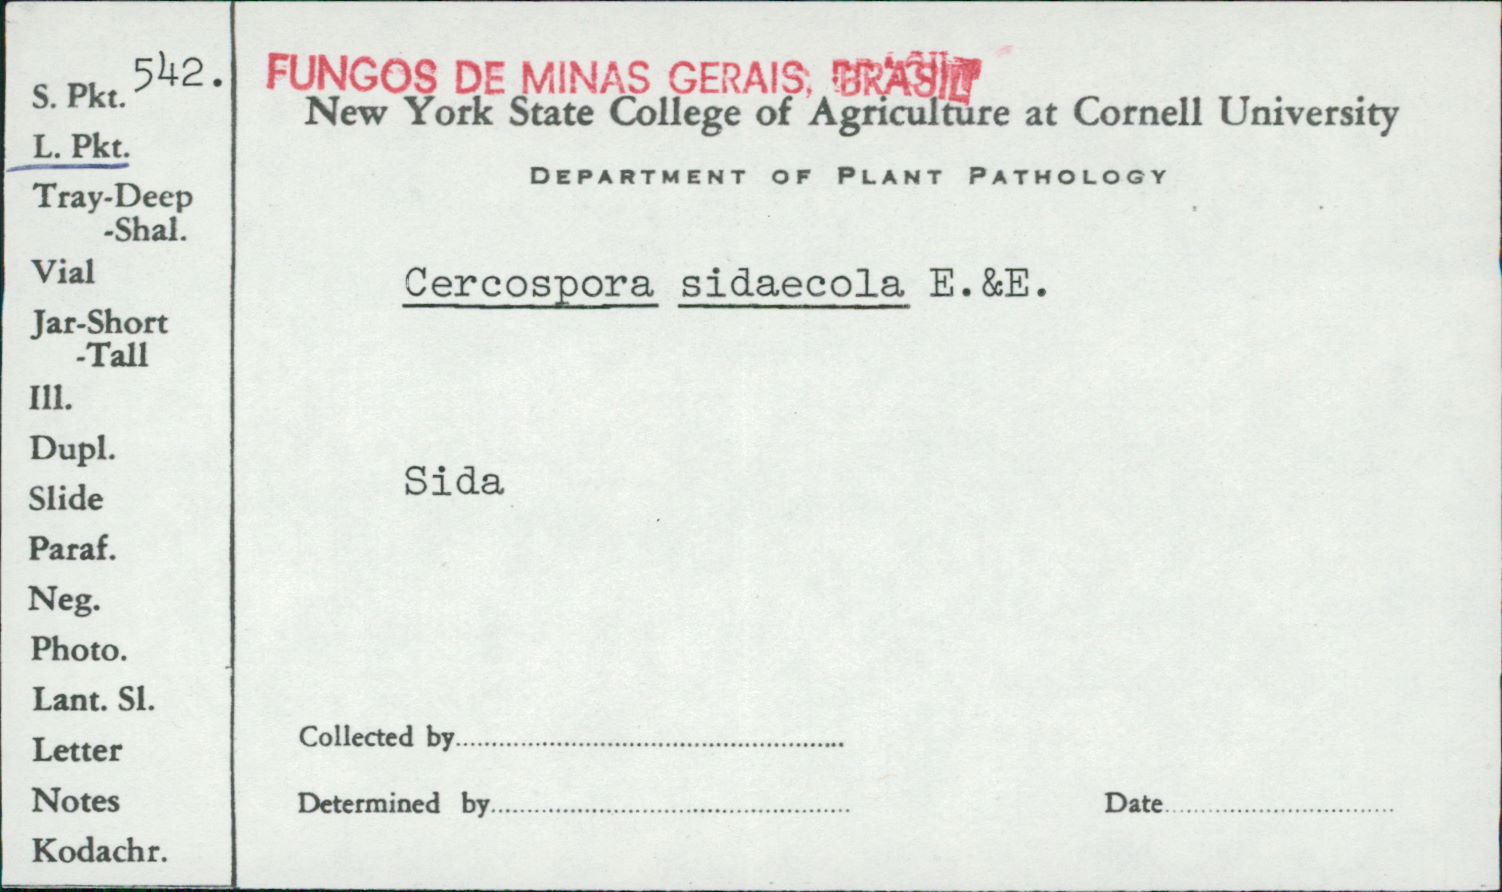 542.
S. Pkt.
L. Pkt.
Tray-Deep
-Shal.
Vial
Jar-Short
-Tall
Ill.
Dupl.
Slide
Paraf.
Neg.
Photo.
Lant. Sl.
Letter
Notes
Kodachr.
FUNGOS DE MINAS GERAIS, BRASIL
New York State College of Agriculture at Cornell University
DEPARTMENT OF PLANT PATHOLOGY
Cercospora sidaecola E.&E.
Sida
Collected by
Determined by
Date